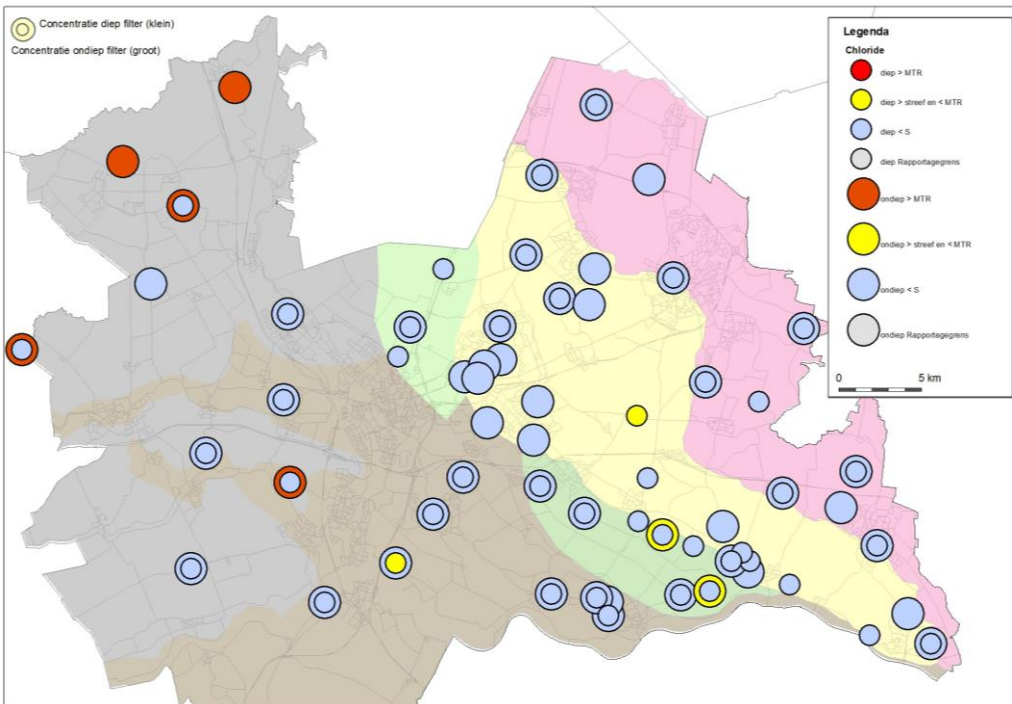 Concentratie diep filter (klein)
Concentratie ondiep filter (groot)
Legenda
Chloride
diep > MTR
diep > streef en < MTR
diep < S
diep Rapportagegrens
ondiep > MTR
ondiep > streef en < MTR
ondiep < S
ondiep Rapportagegrens
0 5 km